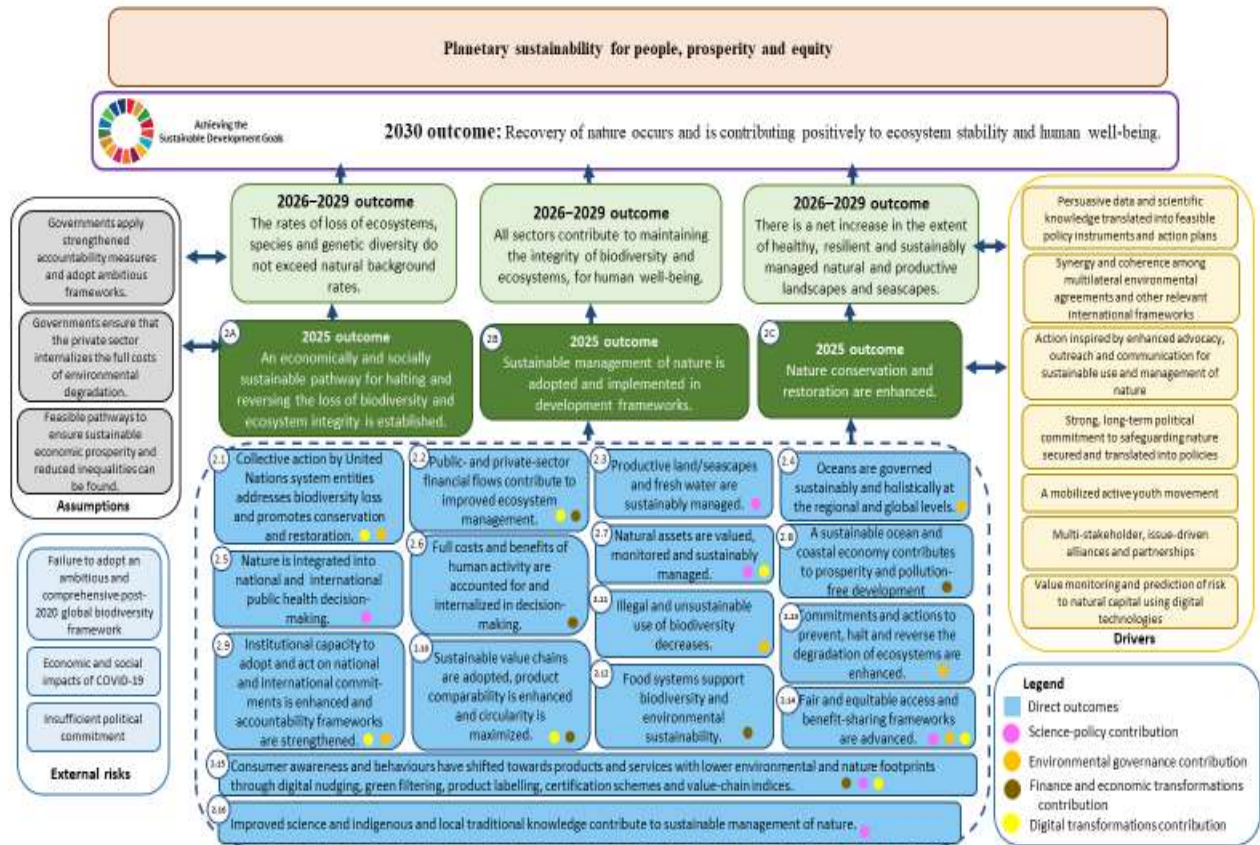 Planetary sustainability for people, prosperity and equity
Achieving the
Sustainable Development Goals
2030 outcome: Recovery of nature occurs and is contributing positively to ecosystem stability and human well-being.
Governments apply
strengthened
accountability measures
and adopt ambitious
frameworks.
Governments ensure that
the private sector
internalizes the full costs
of environmental
degradation.
Feasible pathways to
ensure sustainable
economic prosperity and
reduced inequalities can
be found.
Assumptions
Failure to adopt an
ambitious and
comprehensive post-
2020 global biodiversity
framework
Economic and social
impacts of COVID-19
Insufficient political
commitment
External risks
2026–2029 outcome
The rates of loss of ecosystems,
species and genetic diversity do
not exceed natural background
rates.
2026–2029 outcome
All sectors contribute to maintaining
the integrity of biodiversity and
ecosystems, for human well-being.
2026–2029 outcome
There is a net increase in the extent
of healthy, resilient and sustainably
managed natural and productive
landscapes and seascapes.
2A
2025 outcome
An economically and socially
sustainable pathway for halting and
reversing the loss of biodiversity and
ecosystem integrity is established.
2B
2025 outcome
Sustainable management of nature is
adopted and implemented in
development frameworks.
2C
2025 outcome
Nature conservation and
restoration are enhanced.
2.1
Collective action by United
Nations system entities
addresses biodiversity loss
and promotes conservation
and restoration.
2.2
Public- and private-sector
financial flows contribute to
improved ecosystem
management.
2.3
Productive land/seascapes
and fresh water are
sustainably managed.
2.4
Oceans are governed
sustainably and holistically at
the regional and global levels.
2.5
Nature is integrated into
national and international
public health decision-
making.
2.6
Full costs and benefits of
human activity are
accounted for and
internalized in decision-
making.
2.7
Natural assets are valued,
monitored and sustainably
managed.
2.8
A sustainable ocean and
coastal economy contributes
to prosperity and pollution-
free development
2.9
Institutional capacity to
adopt and act on national
and international commit-
ments is enhanced and
accountability frameworks
are strengthened.
2.10
Sustainable value chains
are adopted, product
comparability is enhanced
and circularity is
maximized.
2.11
Illegal and unsustainable
use of biodiversity
decreases.
2.12
Food systems support
biodiversity and
environmental
sustainability.
2.13
Commitments and actions to
prevent, halt and reverse the
degradation of ecosystems are
enhanced.
2.14
Fair and equitable access and
benefit-sharing frameworks
are advanced.
2.15
Consumer awareness and behaviours have shifted towards products and services with lower environmental and nature footprints
through digital nudging, green filtering, product labelling, certification schemes and value-chain indices.
2.16
Improved science and indigenous and local traditional knowledge contribute to sustainable management of nature.
Persuasive data and scientific
knowledge translated into feasible
policy instruments and action plans
Synergy and coherence among
multilateral environmental
agreements and other relevant
international frameworks
Action inspired by enhanced advocacy,
outreach and communication for
sustainable use and management of
nature
Strong, long-term political
commitment to safeguarding nature
secured and translated into policies
A mobilized active youth movement
Multi-stakeholder, issue-driven
alliances and partnerships
Value monitoring and prediction of risk
to natural capital using digital
technologies
Drivers
Legend
Direct outcomes
Science-policy contribution
Environmental governance contribution
Finance and economic transformations
contribution
Digital transformations contribution